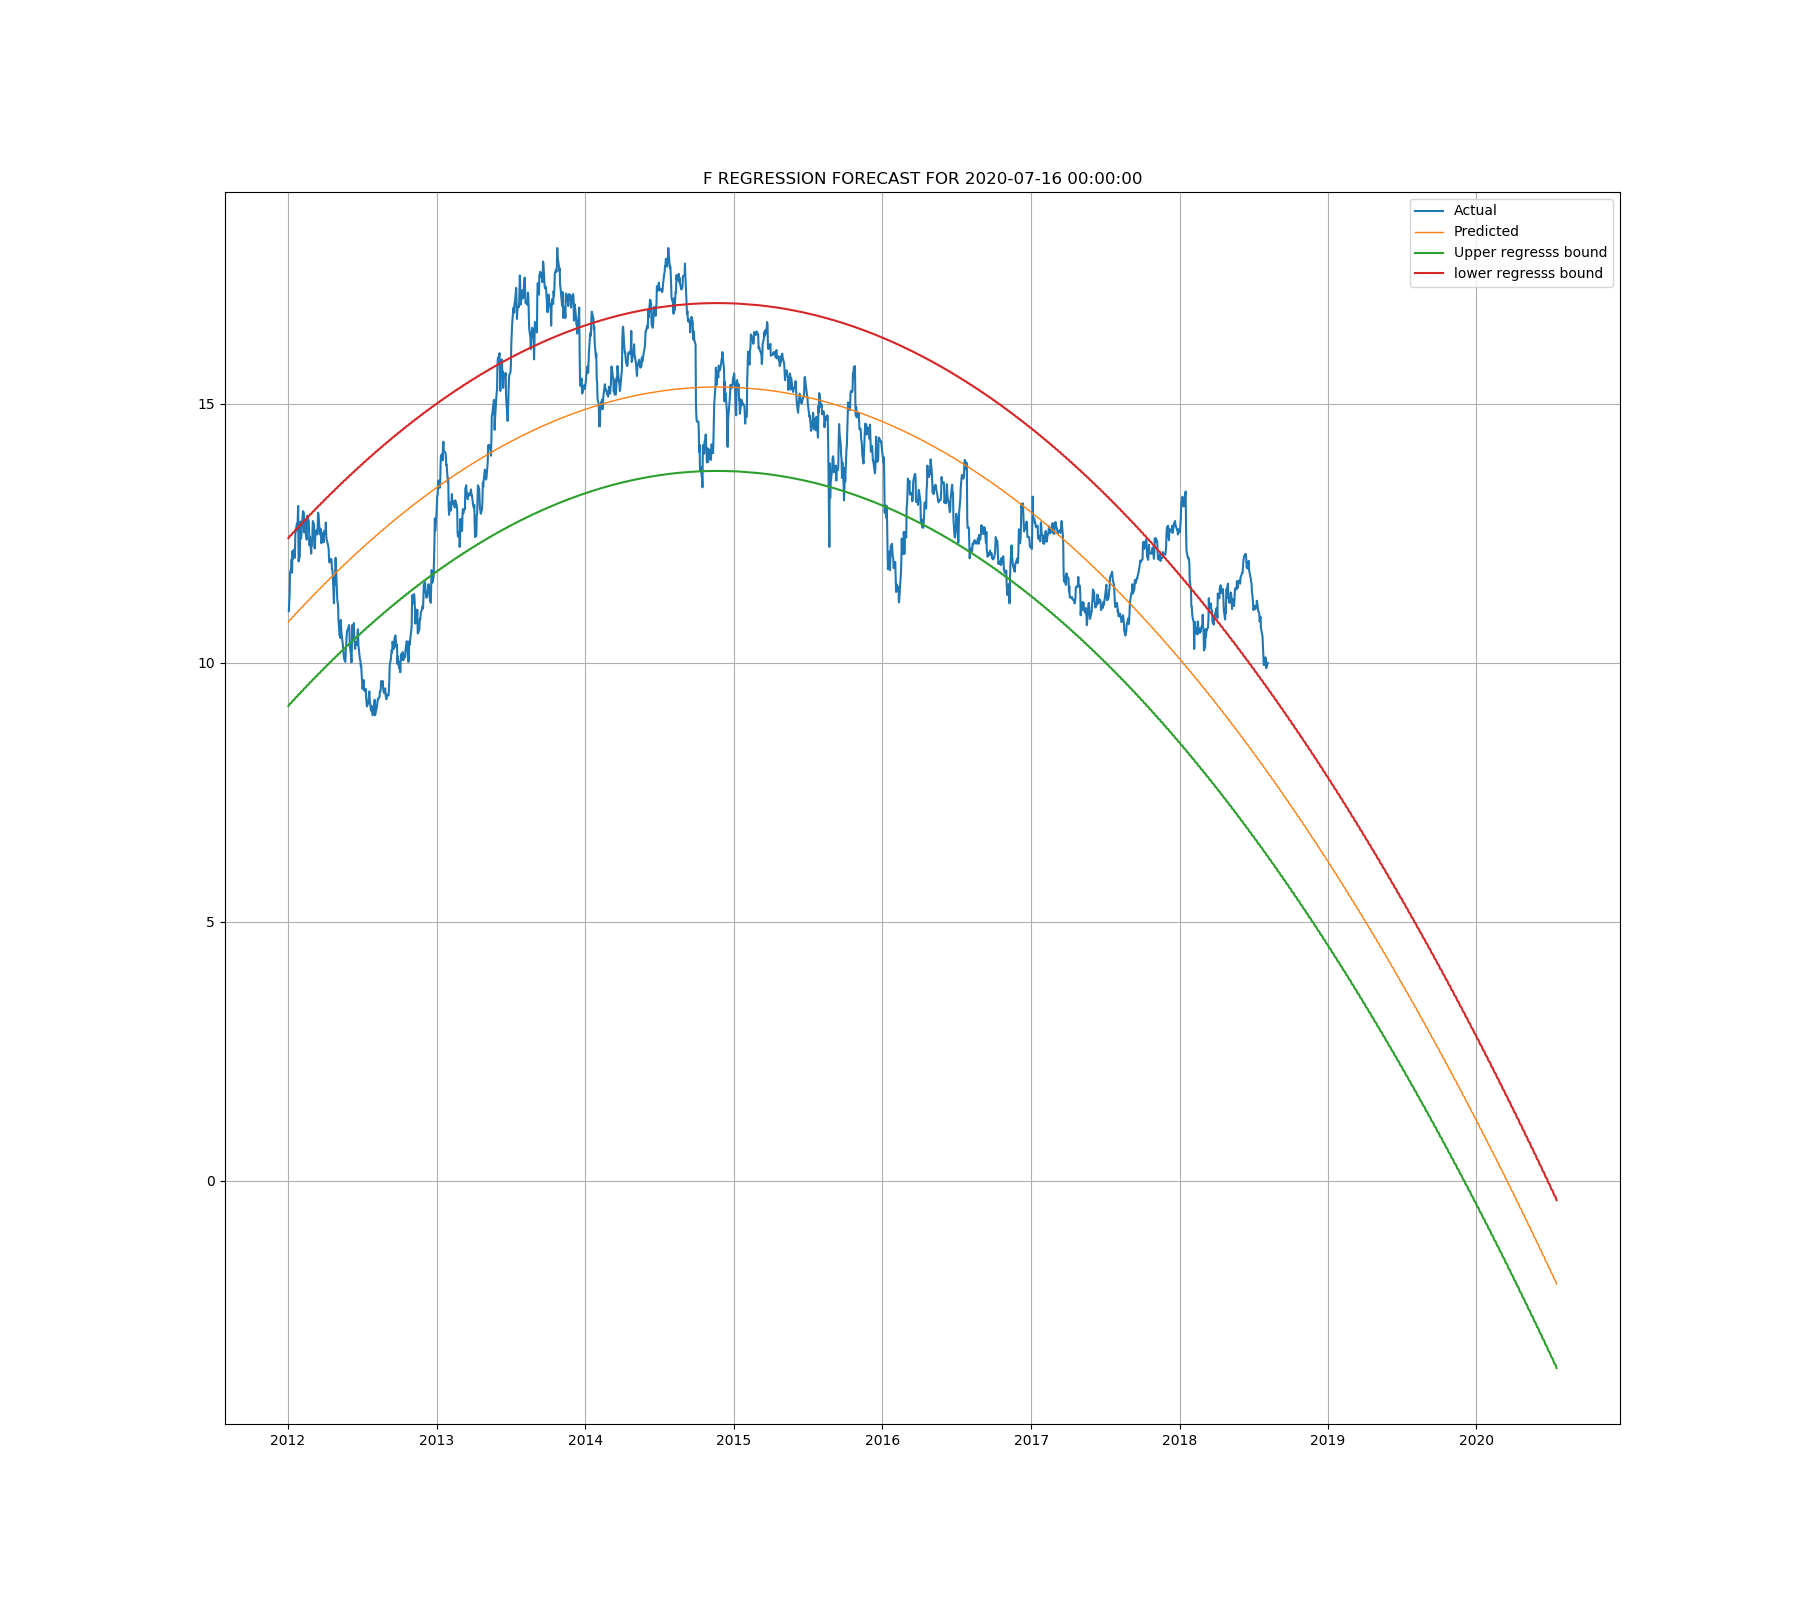 F REGRESSION FORECAST FOR 2020-07-16 00:00:00
Actual
Predicted
Upper regresss bound
lower regresss bound
15
10
5
0
2012 2013 2014 2015 2016 2017 2018 2019 2020